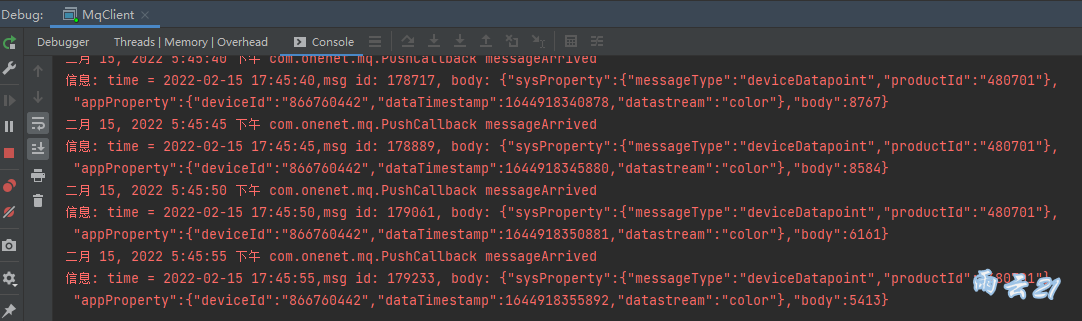 Debug: MqClient
Debugger Threads | Memory | Overhead Console
二月 15, 2022 5:45:40 下午 com.onenet.mq.PushCallback messageArrived
信息: time = 2022-02-15 17:45:40,msg id: 178717, body: {"sysProperty":{"messageType":"deviceDatapoint","productId":"480701"},
"appProperty":{"deviceId":"866760442","dataTimestamp":1644918340878,"datastream":"color"},"body":8767}
二月 15, 2022 5:45:45 下午 com.onenet.mq.PushCallback messageArrived
信息: time = 2022-02-15 17:45:45,msg id: 178889, body: {"sysProperty":{"messageType":"deviceDatapoint","productId":"480701"},
"appProperty":{"deviceId":"866760442","dataTimestamp":1644918345880,"datastream":"color"},"body":8584}
二月 15, 2022 5:45:50 下午 com.onenet.mq.PushCallback messageArrived
信息: time = 2022-02-15 17:45:50,msg id: 179061, body: {"sysProperty":{"messageType":"deviceDatapoint","productId":"480701"},
"appProperty":{"deviceId":"866760442","dataTimestamp":1644918350881,"datastream":"color"},"body":6161}
二月 15, 2022 5:45:55 下午 com.onenet.mq.PushCallback messageArrived
信息: time = 2022-02-15 17:45:55,msg id: 179233, body: {"sysProperty":{"messageType":"deviceDatapoint","productId":"480701"},
"appProperty":{"deviceId":"866760442","dataTimestamp":1644918355892,"datastream":"color"},"body":5413}
雨云21